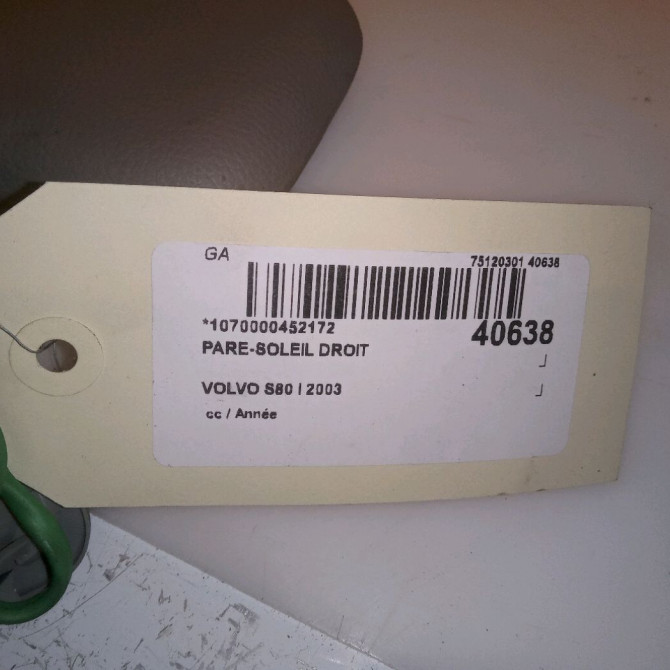 GA
75120301 40638
*1070000452172
40638
PARE-SOLEIL DROIT
VOLVO S80 I 2003
cc / Année